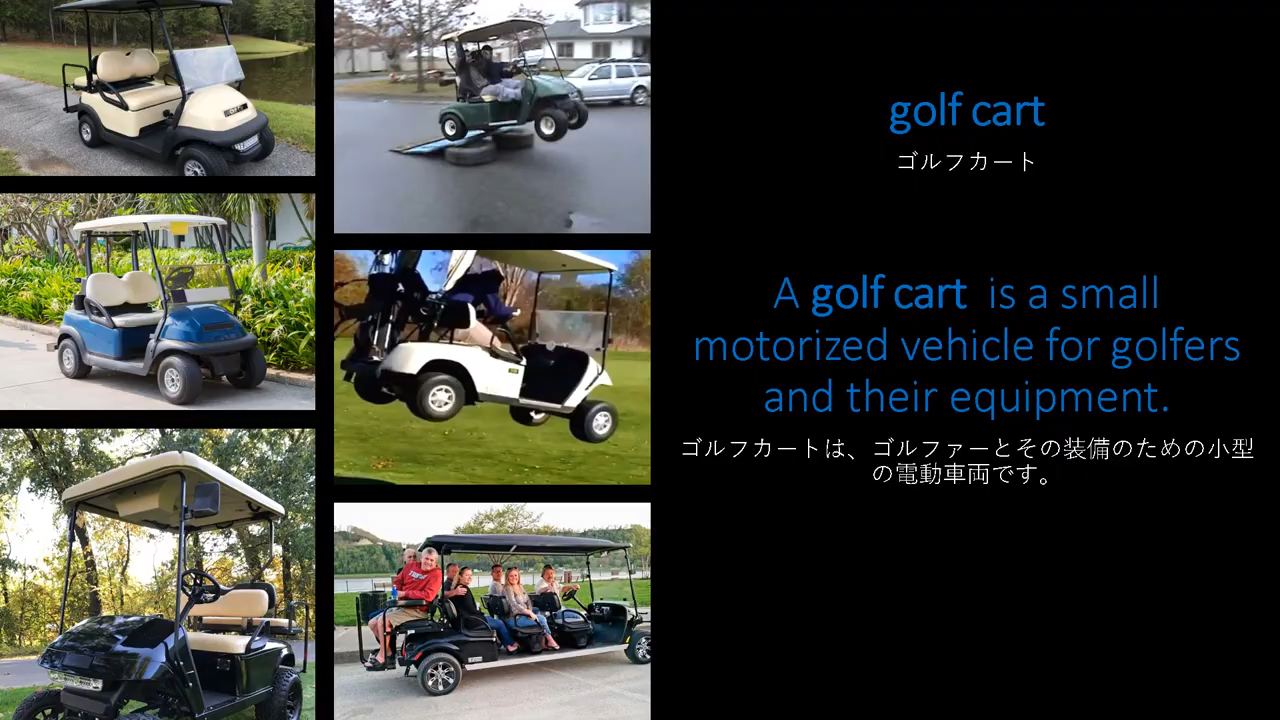 golf cart
ゴルフカート
A golf cart is a small
motorized vehicle for golfers
and their equipment.
ゴルフカートは、ゴルファーとその装備のための小型
の電動車両です。